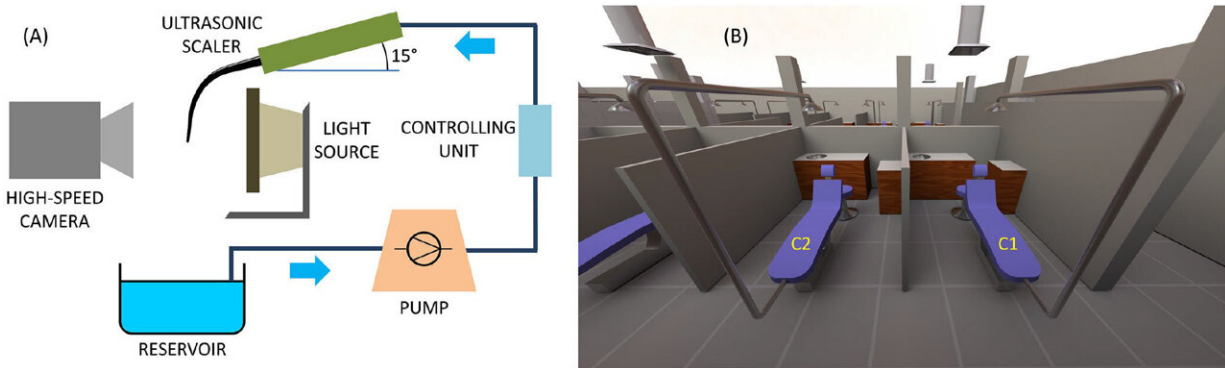 (A)
ULTRASONIC
SCALER
15°
HIGH-SPEED
CAMERA
LIGHT
SOURCE
CONTROLLING
UNIT
PUMP
RESERVOIR
(B)
C2
C1